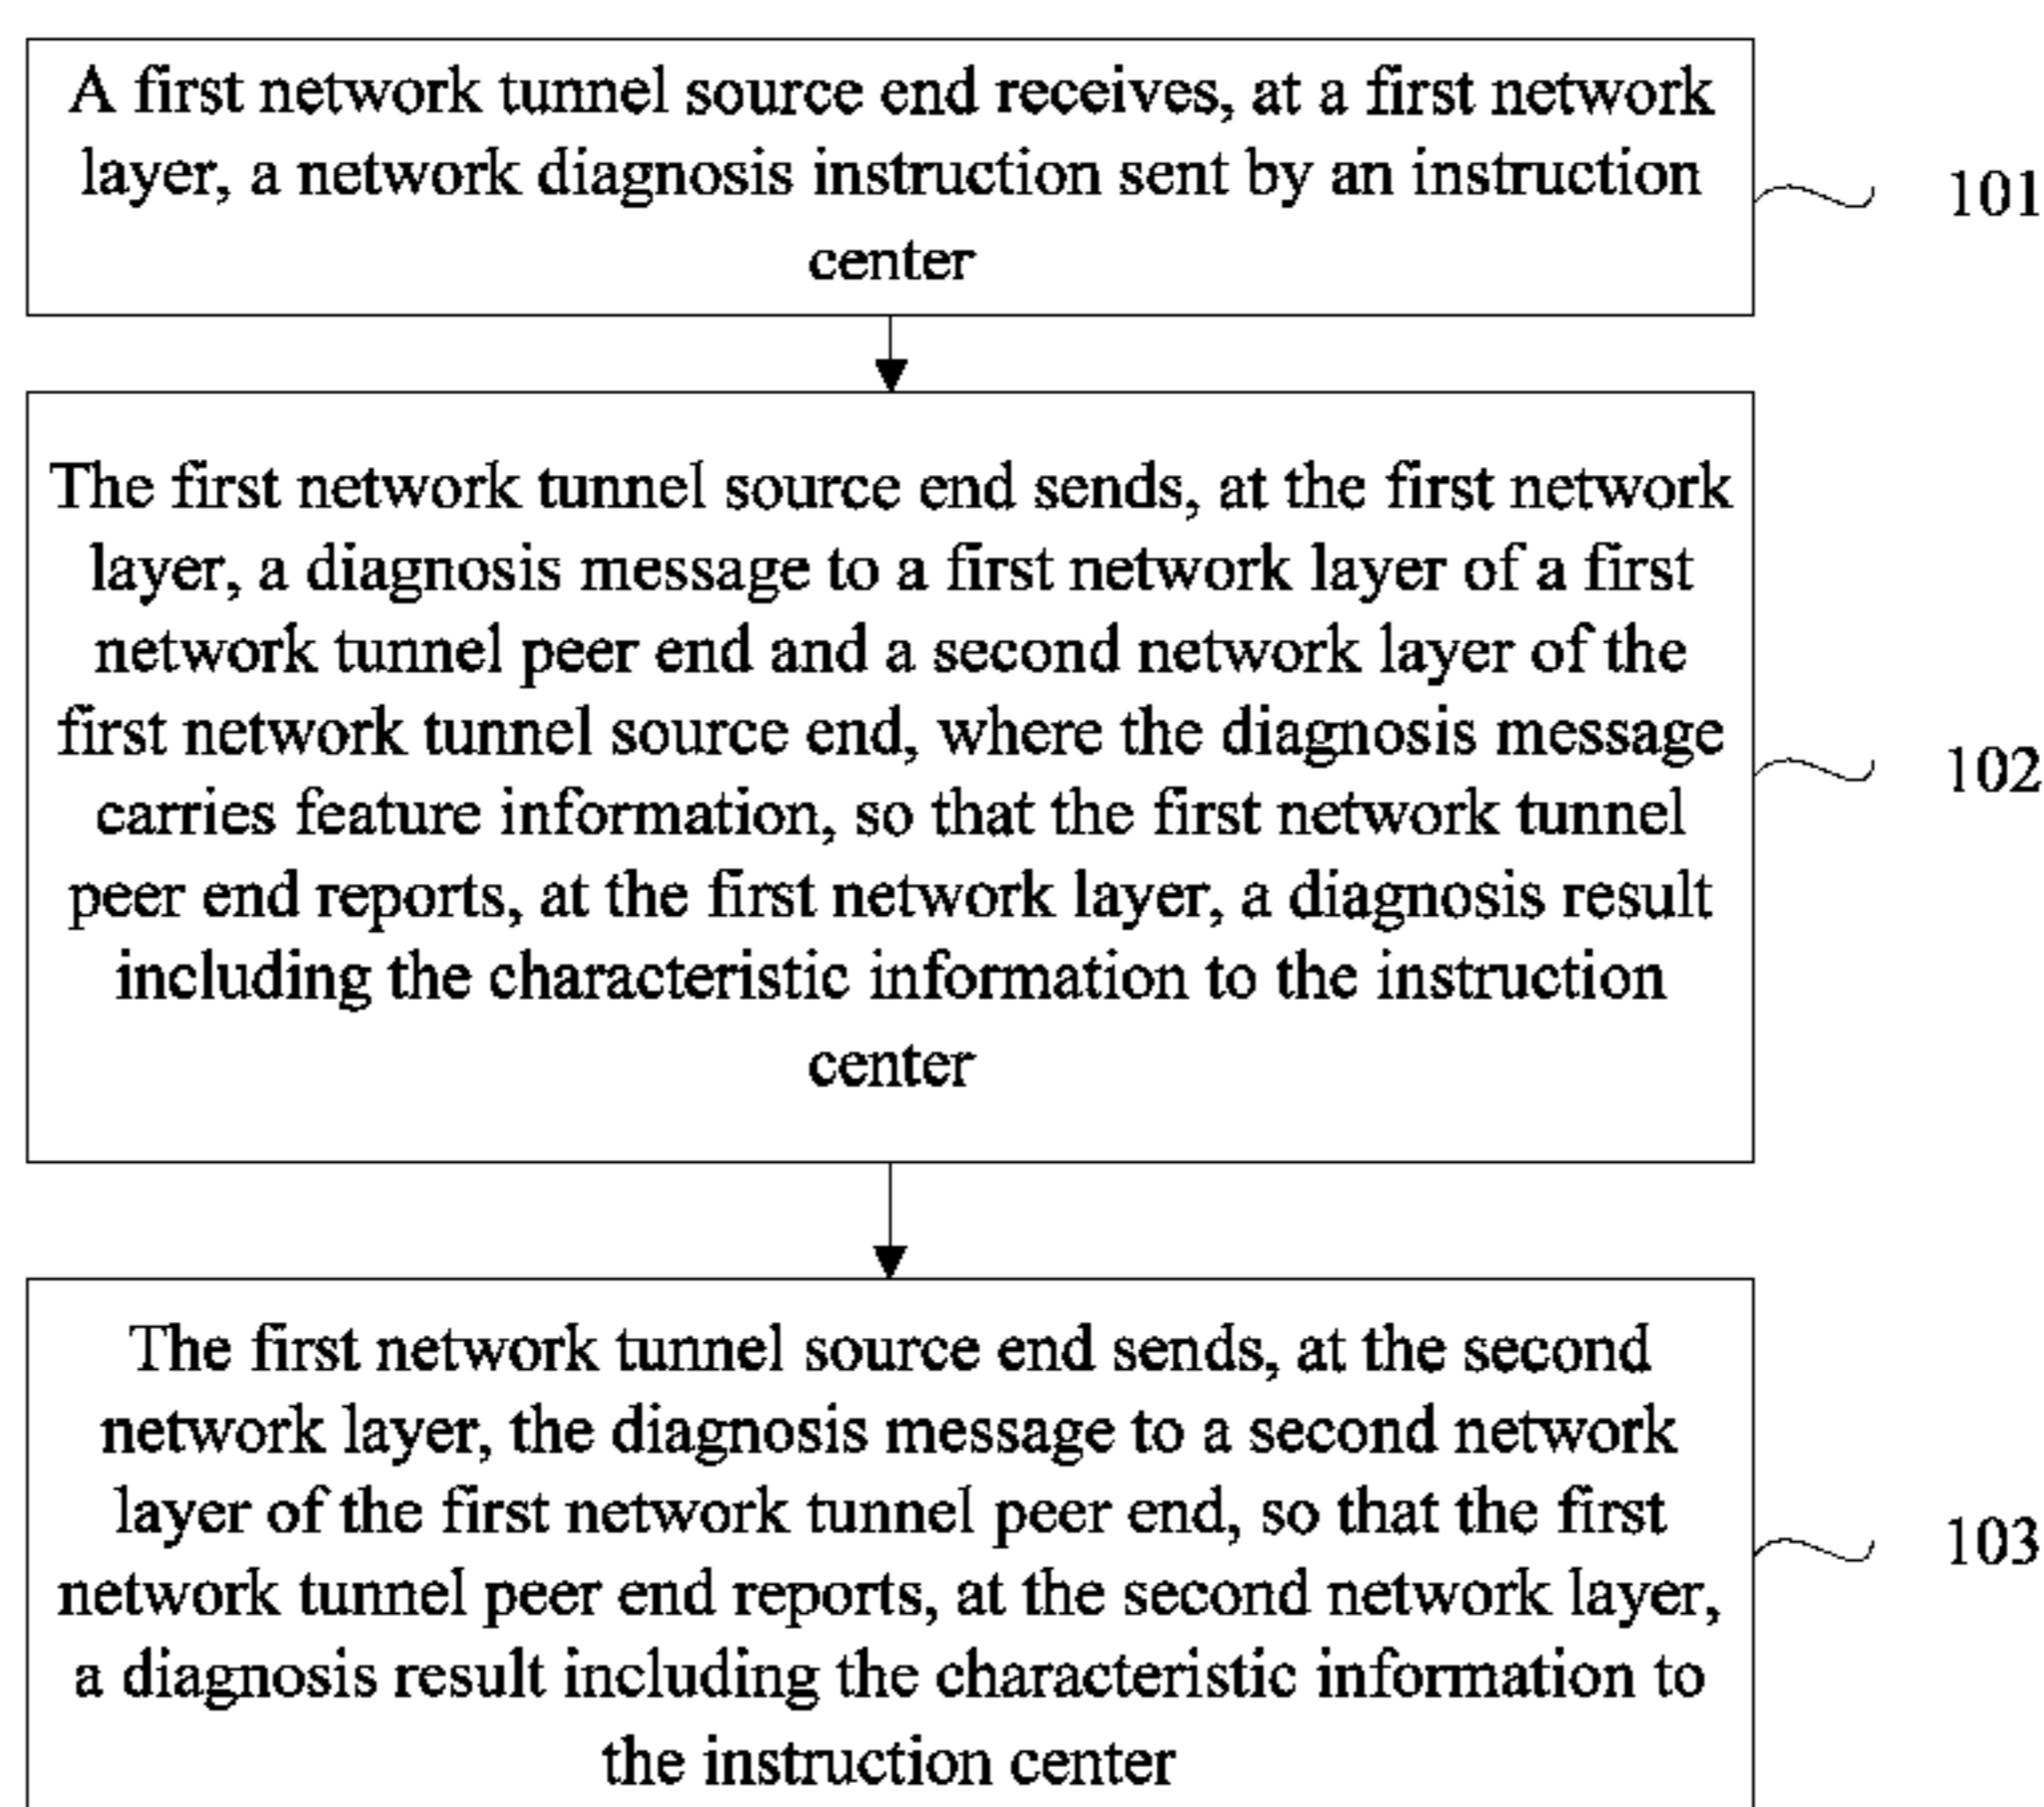 A first network tunnel source end receives, at a first network
layer, a network diagnosis instruction sent by an instruction
center
101
The first network tunnel source end sends, at the first network
layer, a diagnosis message to a first network layer of a first
network tunnel peer end and a second network layer of the
first network tunnel source end, where the diagnosis message
carries feature information, so that the first network tunnel
peer end reports, at the first network layer, a diagnosis result
including the characteristic information to the instruction
center
102
The first network tunnel source end sends, at the second
network layer, the diagnosis message to a second network
layer of the first network tunnel peer end, so that the first
network tunnel peer end reports, at the second network layer,
a diagnosis result including the characteristic information to
the instruction center
103